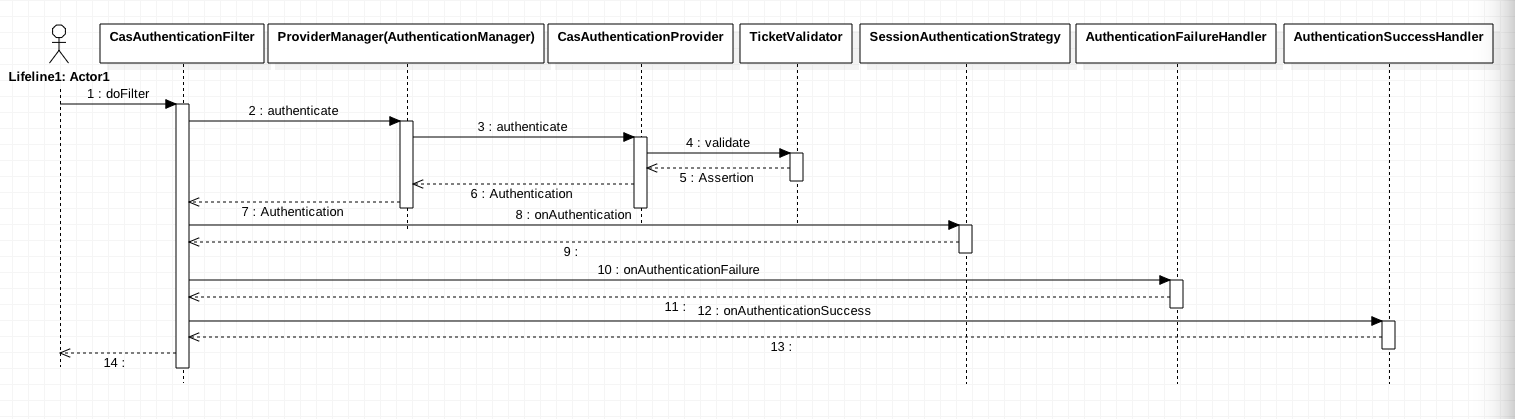 CasAuthenticationFilter
ProviderManager(AuthenticationManager)
CasAuthenticationProvider
TicketValidator
SessionAuthenticationStrategy
AuthenticationFailureHandler
AuthenticationSuccessHandler
Lifeline1: Actor1
1 : doFilter
2 : authenticate
3 : authenticate
4 : validate
5 : Assertion
6 : Authentication
7 : Authentication
8 : onAuthentication
9 :
10 : onAuthenticationFailure
11 :
12 : onAuthenticationSuccess
13 :
14 :